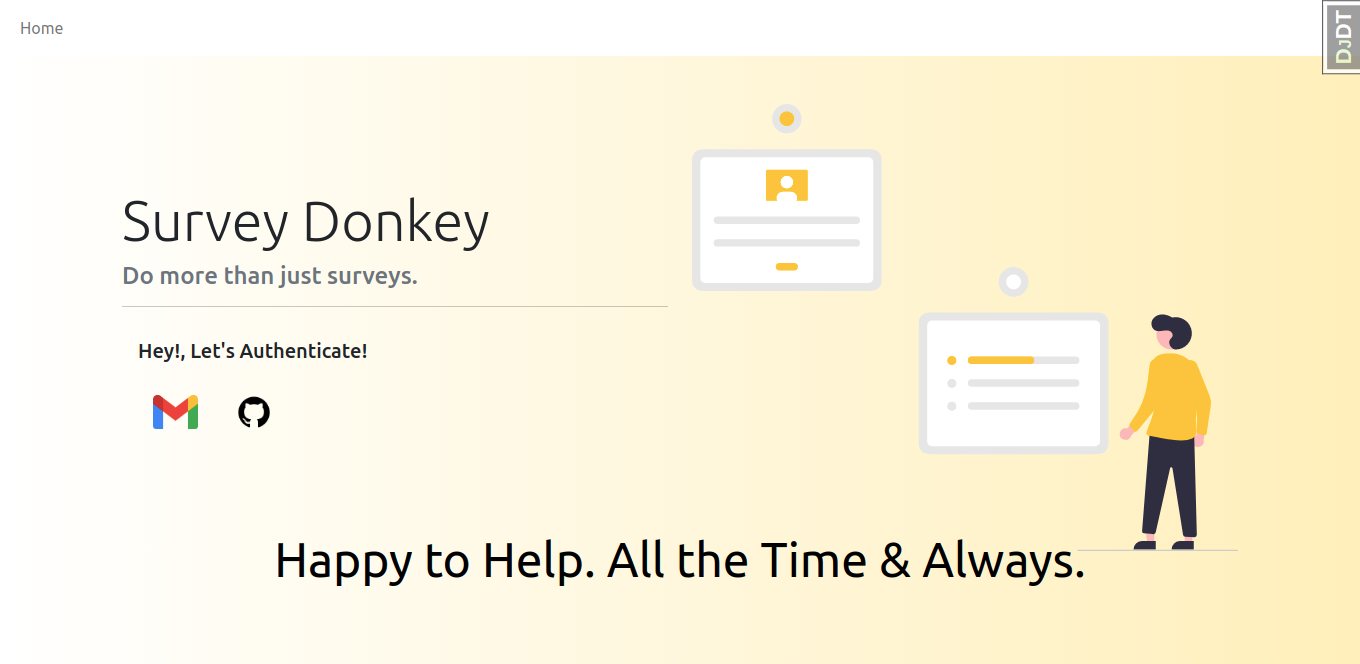 Home
DJDT
Survey Donkey
Do more than just surveys.
Hey!, Let's Authenticate!
Happy to Help. All the Time & Always.